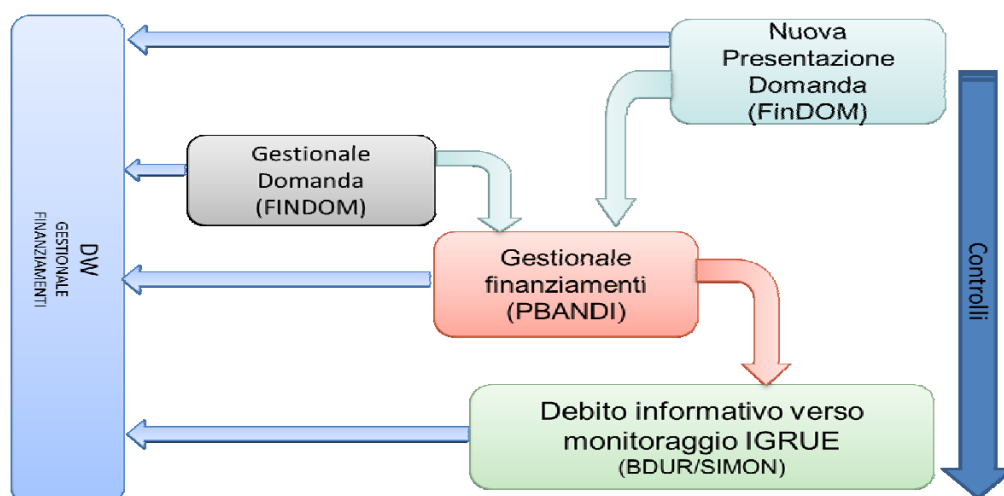 Nuova
Presentazione
Domanda
(FinDOM)
Gestionale
Domanda
(FINDOM)
Gestionale
finanziamenti
(PBANDI)
Debito informativo verso
monitoraggio IGRUE
(BDUR/SIMON)
DW
GESTIONALE
FINANZIAMENTI
Controlli